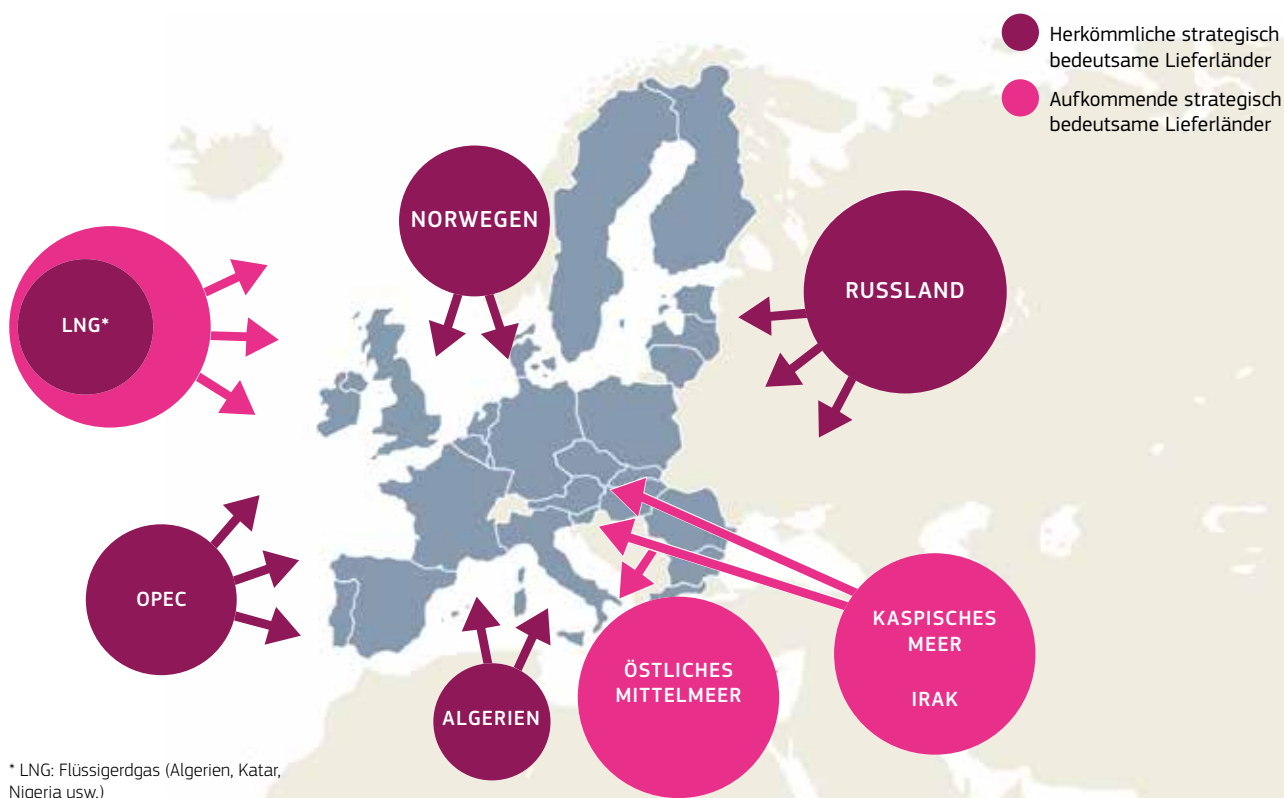 Herkömmliche strategisch
bedeutsame Lieferländer
Aufkommende strategisch
bedeutsame Lieferländer
NORWEGEN
RUSSLAND
LNG*
OPEC
KASPISCHES
MEER
IRAK
ÖSTLICHES
MITTELMEER
ALGERIEN
* LNG: Flüssigerdgas (Algerien, Katar,
Nigeria usw.)